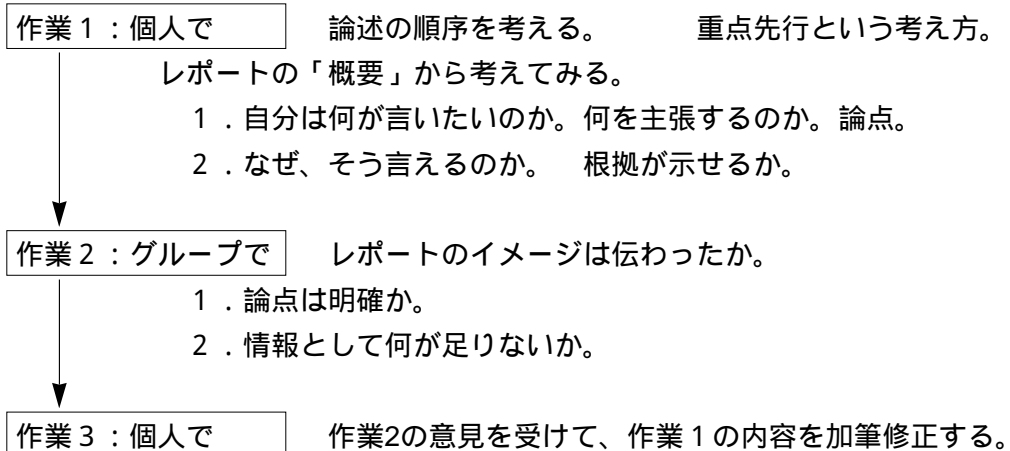 作業1：個人で　論述の順序を考える。　重点先行という考え方。
レポートの「概要」から考えてみる。
1．自分は何が言いたいのか。何を主張するのか。論点。
2．なぜ、そう言えるのか。　根拠が示せるか。
作業2：グループで　レポートのイメージは伝わったか。
1．論点は明確か。
2．情報として何が足りないか。
作業3：個人で　作業2の意見を受けて、作業1の内容を加筆修正する。